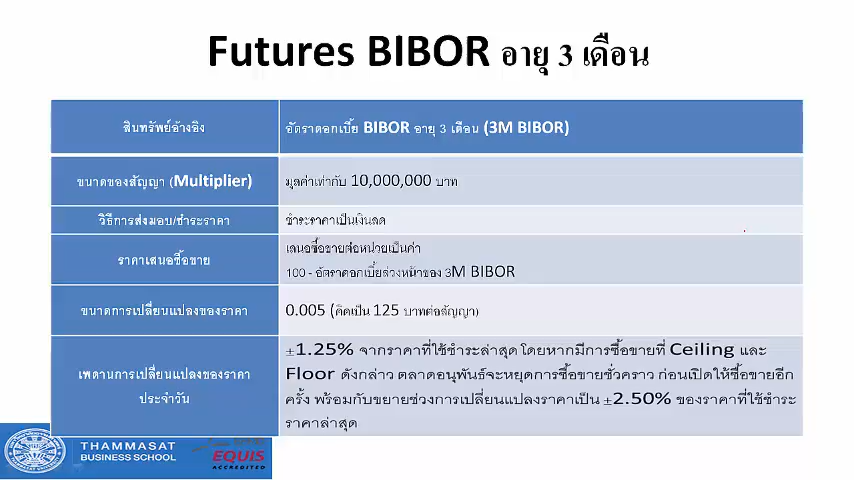 Futures BIBOR อายุ 3 เดือน
สินทรัพย์อ้างอิง
อัตราดอกเบี้ย BIBOR อายุ 3 เดือน (3M BIBOR)
ขนาดของสัญญา (Multiplier)
มูลค่าเท่ากับ 10,000,000 บาท
วิธีการส่งมอบ/ชำระราคา
ชำระราคาเป็นเงินสด
ราคาเสนอซื้อขาย
เสนอซื้อขายต่อหน่วยเป็นค่า
100 - อัตราดอกเบี้ยล่วงหน้าของ 3M BIBOR
ขนาดการเปลี่ยนแปลงของราคา
0.005 (คิดเป็น 125 บาทต่อสัญญา)
เพดานการเปลี่ยนแปลงของราคา
ประจำวัน
±1.25% จากราคาที่ใช้ชำระล่าสุด โดยหากมีการซื้อขายที่ Ceiling และ
Floor ดังกล่าว ตลาดอนุพันธ์จะหยุดการซื้อขายชั่วคราว ก่อนเปิดให้ซื้อขายอีก
ครั้ง พร้อมกับขยายช่วงการเปลี่ยนแปลงราคาเป็น ±2.50% ของราคาที่ใช้ชำระ
ราคาล่าสุด
THAMMASAT
BUSINESS SCHOOL
EQUIS
ACCREDITED